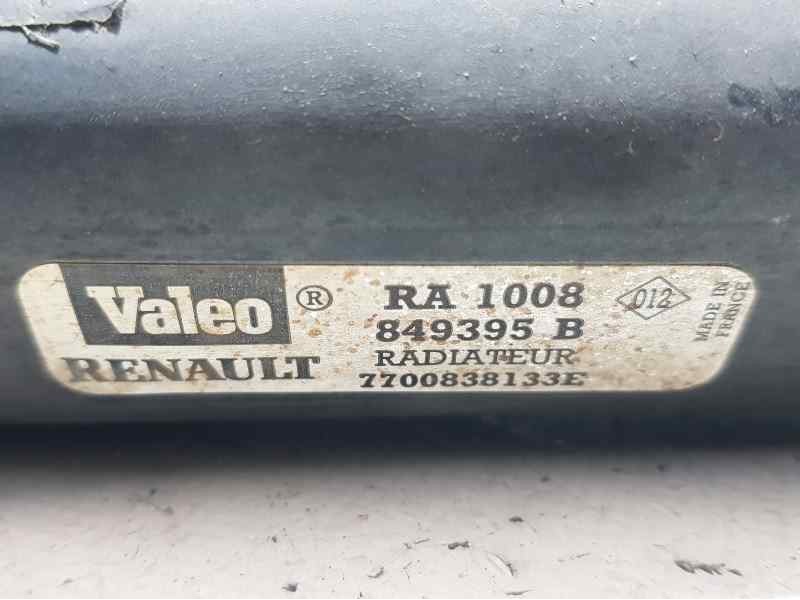 Valeo ®
RENAULT
RA 1008
849395 B
RADIATEUR
7700838133E
012
MADE IN
FRANCE